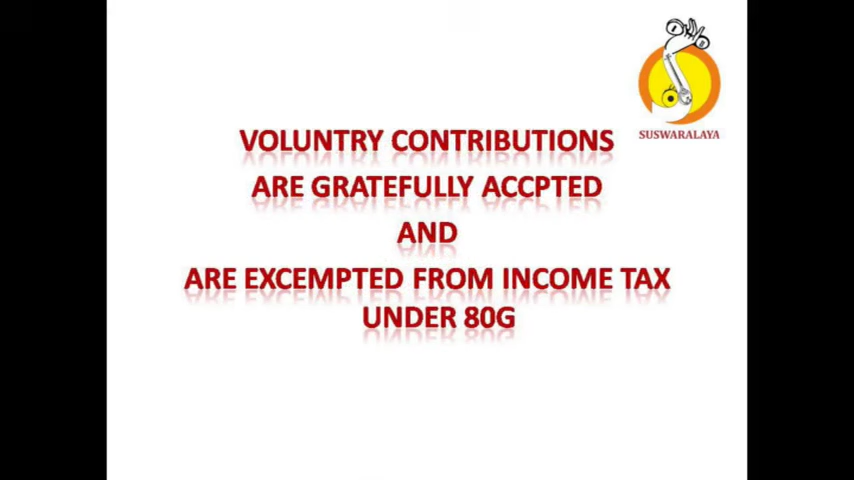 SUSWARALAYA
VOLUNTRY CONTRIBUTIONS
ARE GRATEFULLY ACCPTED
AND
ARE EXCEMPTED FROM INCOME TAX
UNDER 80G